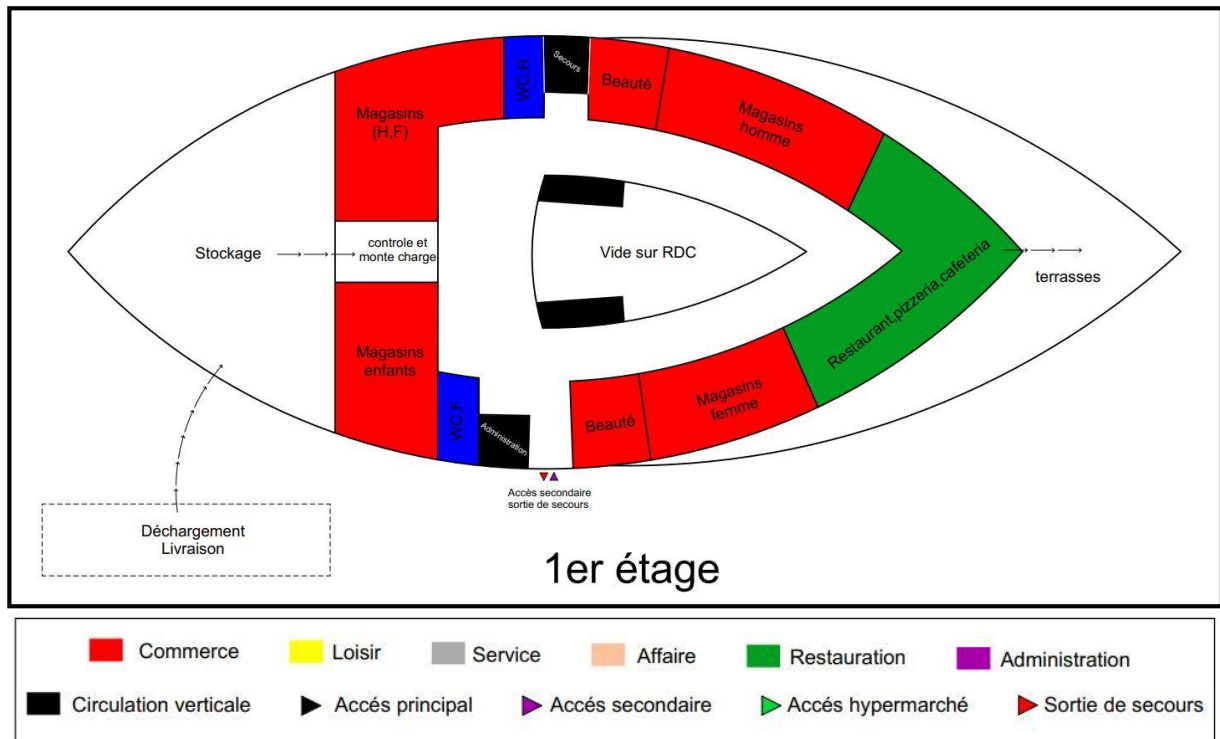 Secours
WC.H
Beauté
Magasins
(H,F)
Magasins
homme
Stockage
controle et
monte charge
Vide sur RDC
Restaurant,pizzeria,cafeteria
terrasses
Magasins
enfants
WC.F
Administration
Beauté
Magasins
femme
Accès secondaire
sortie de secours
Déchargement
Livraison
1er étage
Commerce
Loisir
Service
Affaire
Restauration
Administration
Circulation verticale
Accés principal
Accés secondaire
Accés hypermarché
Sortie de secours